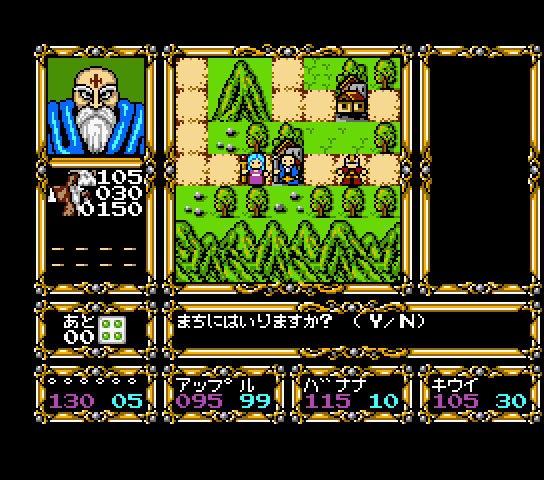 105
030
0150
― ― ― ―
― ― ― ―
あと
00
まちにはいりますか? (Y/N)
゜゜゜゜゜゜
130 05
アップル
095 99
バナナ
115 10
キウイ
105 30